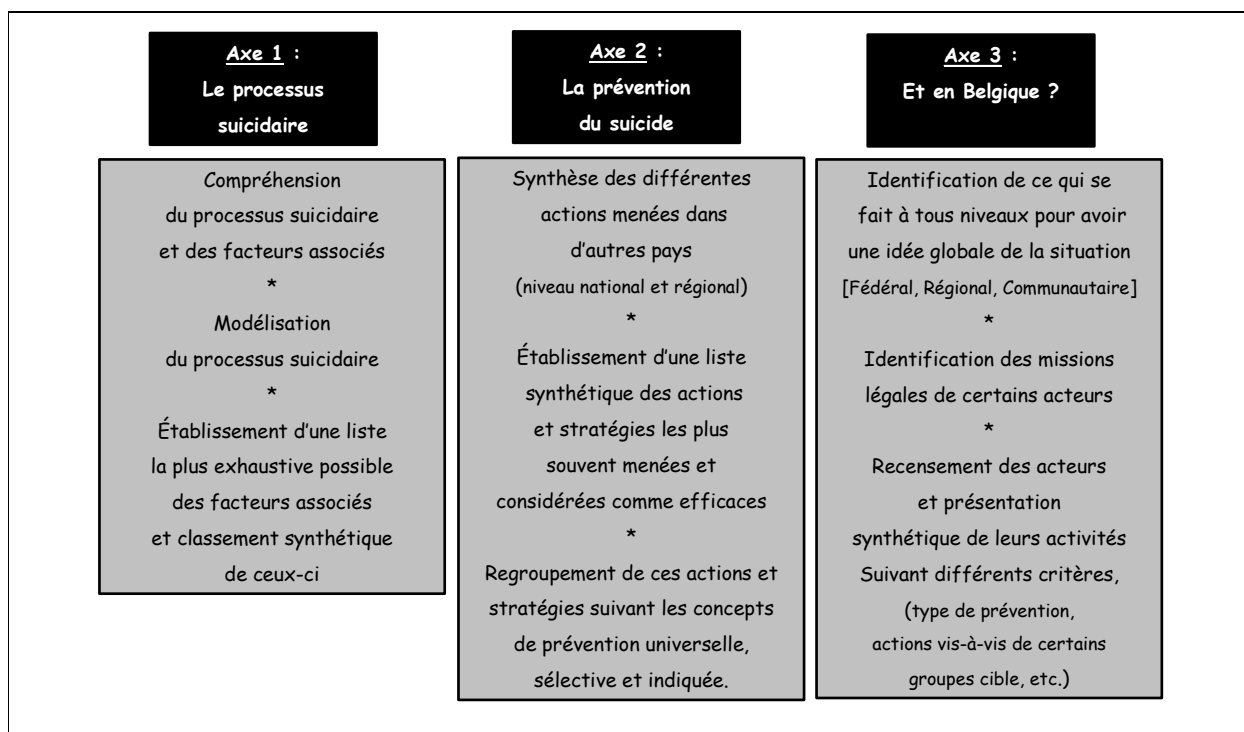 Axe 1 :
Le processus
suicidaire
Compréhension
du processus suicidaire
et des facteurs associés
*
Modélisation
du processus suicidaire
*
Établissement d'une liste
la plus exhaustive possible
des facteurs associés
et classement synthétique
de ceux-ci
Axe 2 :
La prévention
du suicide
Synthèse des différentes
actions menées dans
d'autres pays
(niveau national et régional)
*
Établissement d'une liste
synthétique des actions
et stratégies les plus
souvent menées et
considérées comme efficaces
*
Regroupement de ces actions et
stratégies suivant les concepts
de prévention universelle,
sélective et indiquée.
Axe 3 :
Et en Belgique ?
Identification de ce qui se
fait à tous niveaux pour avoir
une idée globale de la situation
[Fédéral, Régional, Communautaire]
*
Identification des missions
légales de certains acteurs
*
Recensement des acteurs
et présentation
synthétique de leurs activités
Suivant différents critères,
(type de prévention,
actions vis-à-vis de certains
groupes cible, etc.)